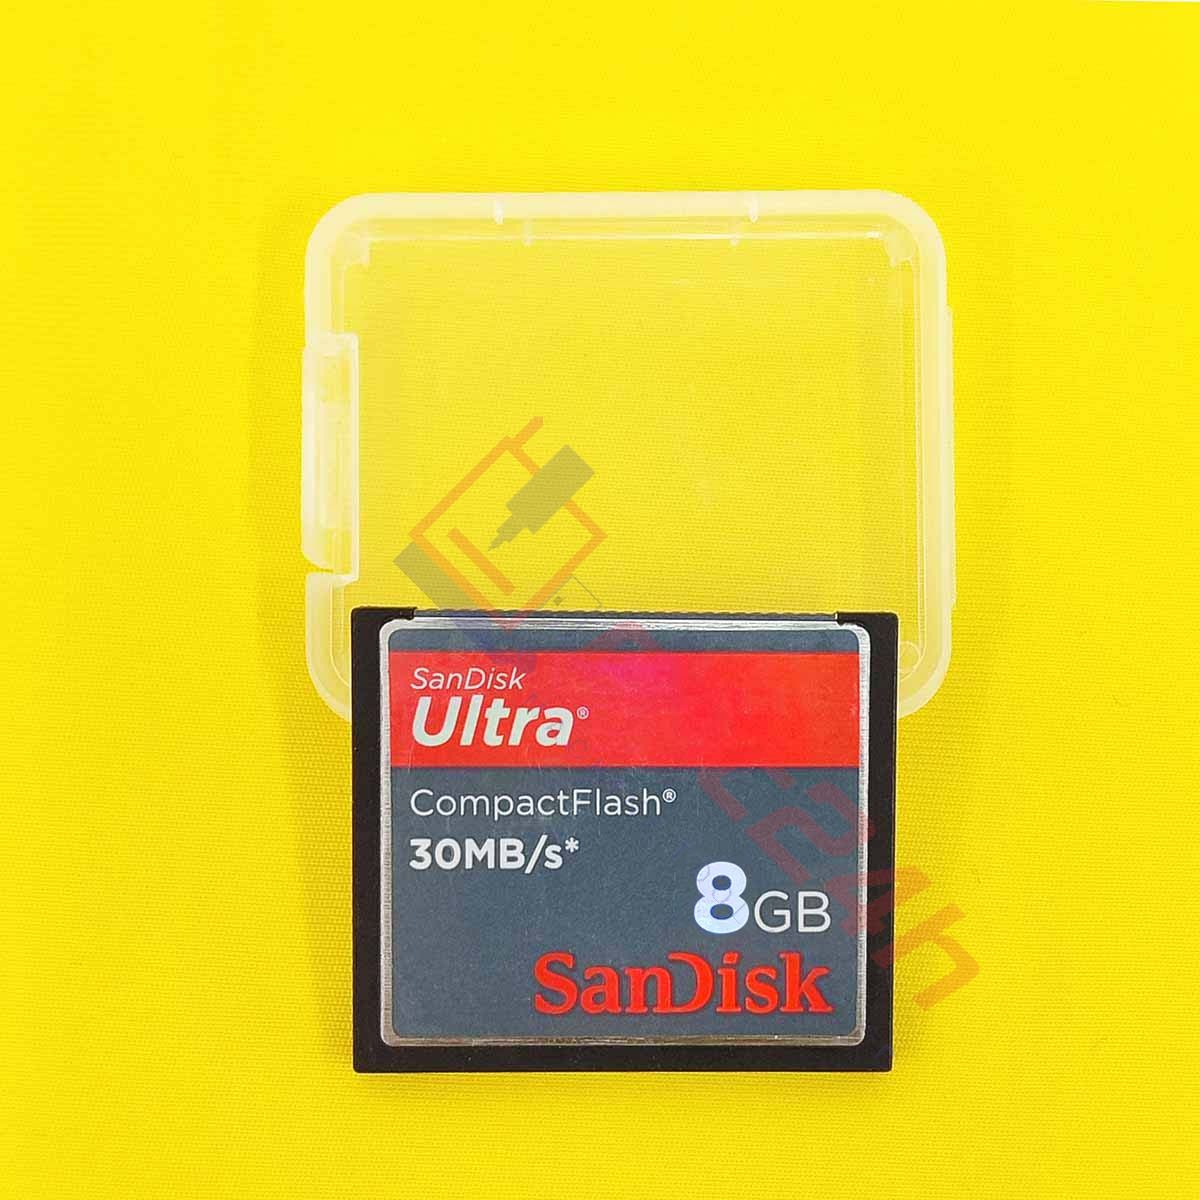 SanDisk
Ultra®
CompactFlash®
30MB/s*
8GB
SanDisk